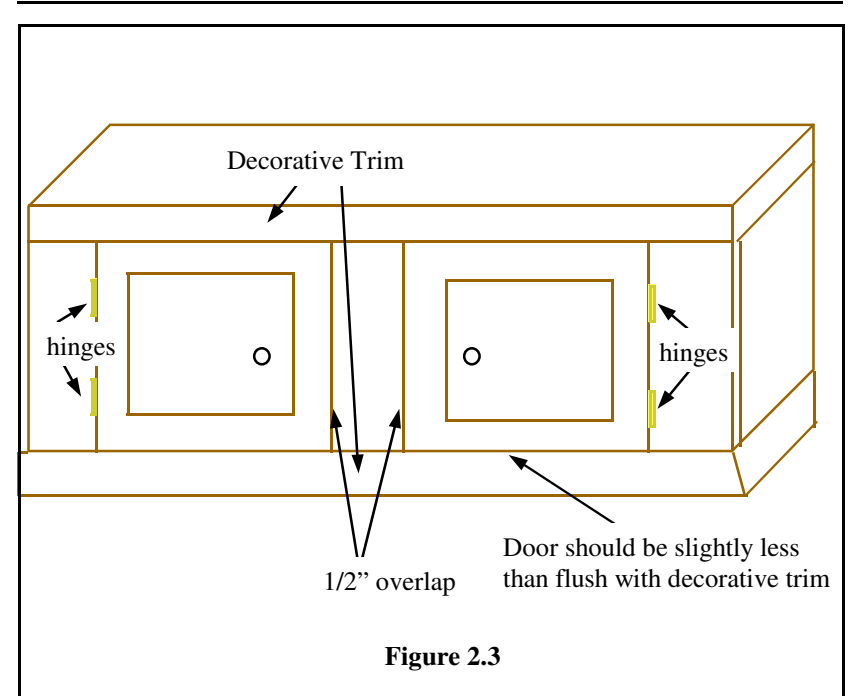 Decorative Trim
hinges
hinges
Door should be slightly less
than flush with decorative trim
1/2” overlap
Figure 2.3